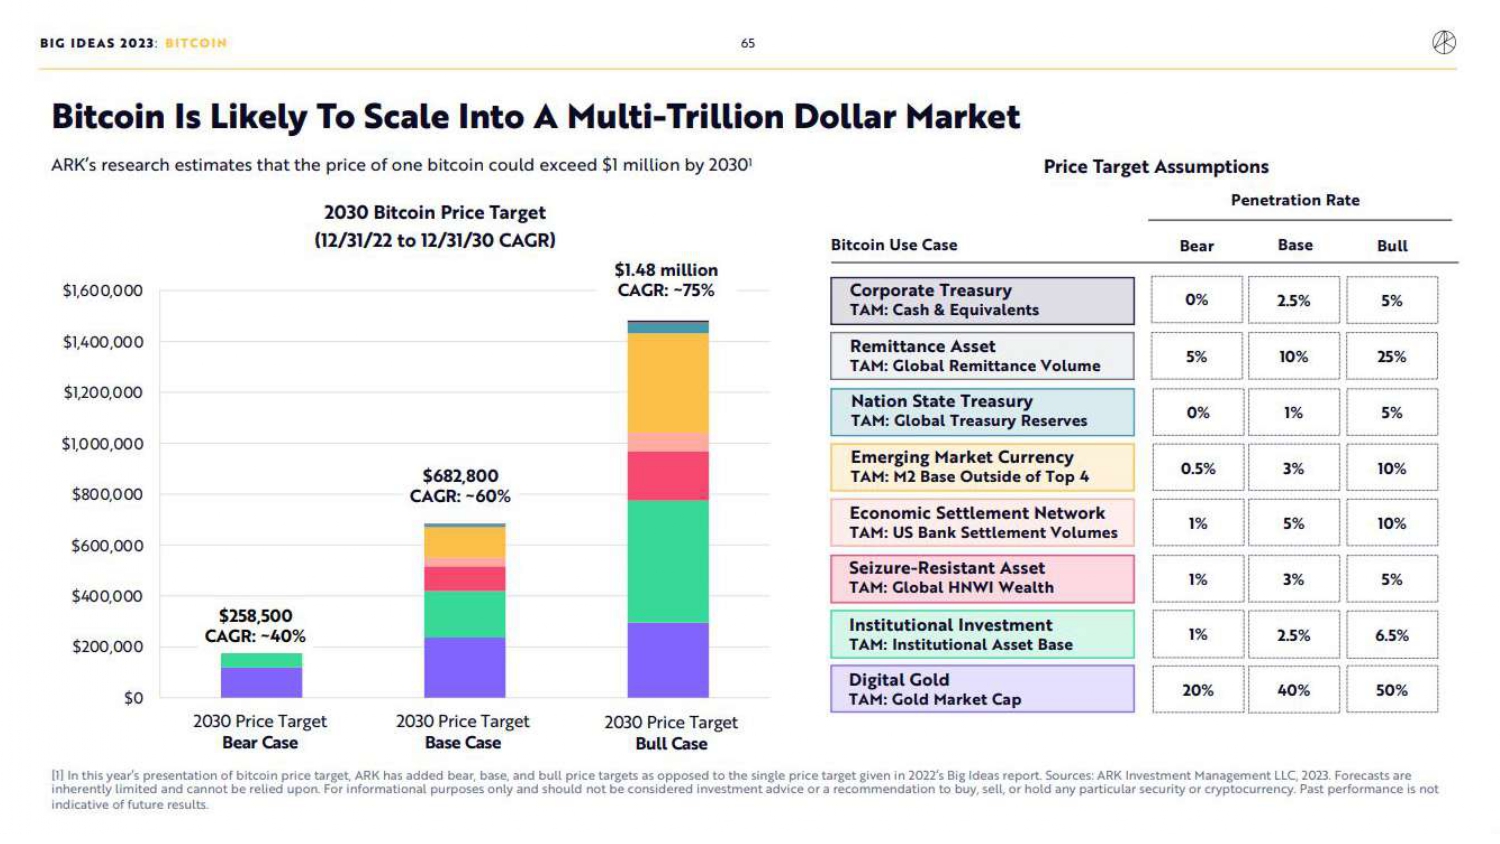 BIG IDEAS 2023: BITCOIN
65
Bitcoin Is Likely To Scale Into A Multi-Trillion Dollar Market
ARK's research estimates that the price of one bitcoin could exceed $1 million by 2030¹
2030 Bitcoin Price Target
(12/31/22 to 12/31/30 CAGR)
$1,600,000
$1,400,000
$1,200,000
$1,000,000
$800,000
$600,000
$400,000
$200,000
$0
$258,500
CAGR: ~40%
$682,800
CAGR: ~60%
$1.48 million
CAGR: ~75%
2030 Price Target
Bear Case
2030 Price Target
Base Case
2030 Price Target
Bull Case
Price Target Assumptions
Penetration Rate
Bitcoin Use Case Bear Base Bull
Corporate Treasury
TAM: Cash & Equivalents
0% 2.5% 5%
Remittance Asset
TAM: Global Remittance Volume
5% 10% 25%
Nation State Treasury
TAM: Global Treasury Reserves
0% 1% 5%
Emerging Market Currency
TAM: M2 Base Outside of Top 4
0.5% 3% 10%
Economic Settlement Network
TAM: US Bank Settlement Volumes
1% 5% 10%
Seizure-Resistant Asset
TAM: Global HNWI Wealth
1% 3% 5%
Institutional Investment
TAM: Institutional Asset Base
1% 2.5% 6.5%
Digital Gold
TAM: Gold Market Cap
20% 40% 50%
[1] In this year's presentation of bitcoin price target, ARK has added bear, base, and bull price targets as opposed to the single price target given in 2022's Big Ideas report. Sources: ARK Investment Management LLC, 2023. Forecasts are
inherently limited and cannot be relied upon. For informational purposes only and should not be considered investment advice or a recommendation to buy, sell, or hold any particular security or cryptocurrency. Past performance is not
indicative of future results.